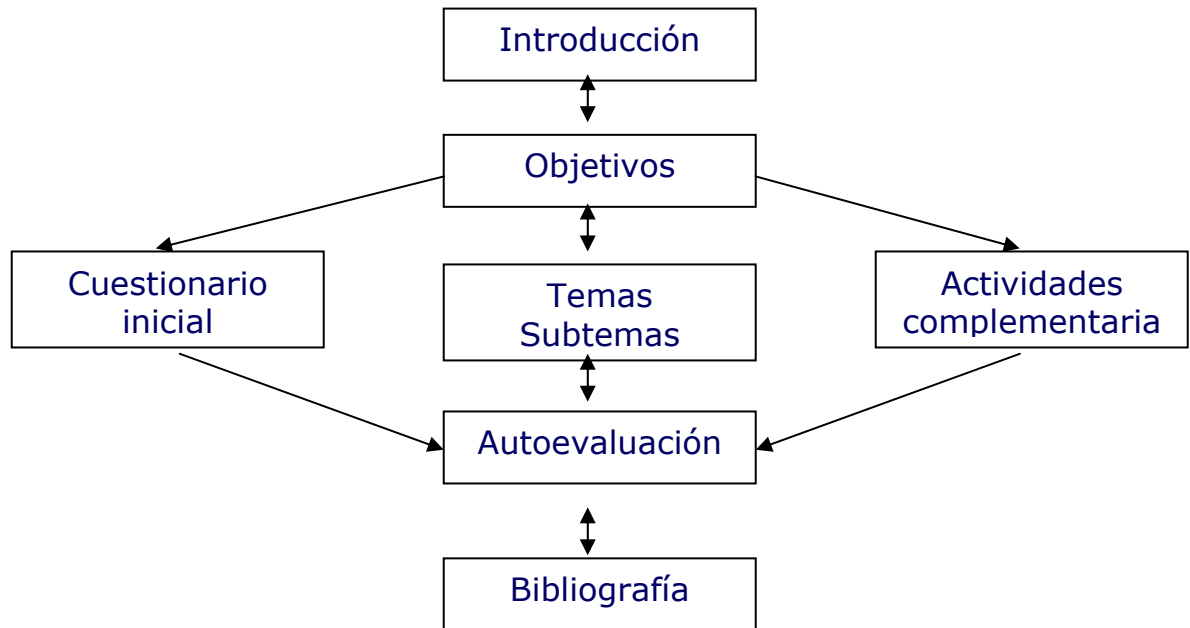 Introducción
Objetivos
Cuestionario
inicial
Temas
Subtemas
Actividades
complementaria
Autoevaluación
Bibliografía